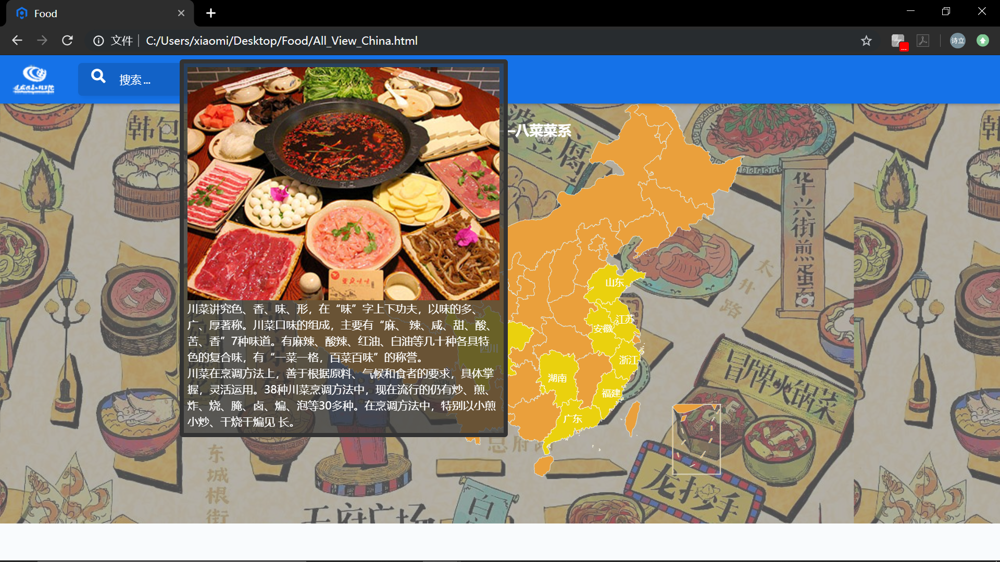 Food
文件
C:/Users/xiaomi/Desktop/Food/All_View_China.html
...
诗立
搜索...
八菜菜系
川菜讲究色、香、味、形，在“味”字上下功夫，以味的多、
广、厚著称。川菜口味的组成，主要有“麻、 辣、咸、甜、酸、
苦、香”7种味道。有麻辣、酸辣、红油、白油等几十种各具特
色的复合味，有“一菜一格，百菜百味”的称誉。
川菜在烹调方法上，善于根据原料、气候和食者的要求，具体掌
握，灵活运用。38种川菜烹调方法中，现在流行的仍有炒、煎、
炸、烧、腌、卤、煸、泡等30多种。在烹调方法中，特别以小煎
小炒、干烧干煸见 长。
四川
山东
江苏
安徽
浙江
湖南
福建
广东
韩包
豆腐
华兴街煎蛋面
太升路
冒牌火锅菜
龙抄手
总府
东城根街
天府广场
白
韩